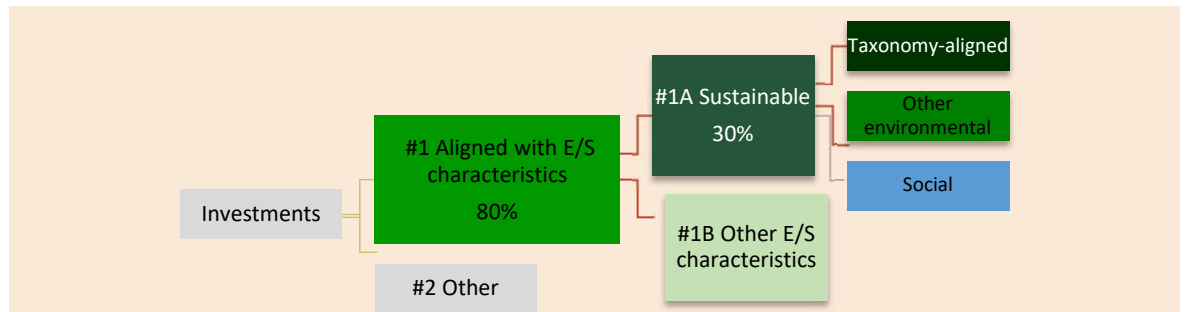 Investments
#1 Aligned with E/S
characteristics
80%
#2 Other
#1A Sustainable
30%
#1B Other E/S
characteristics
Taxonomy-aligned
Other
environmental
Social